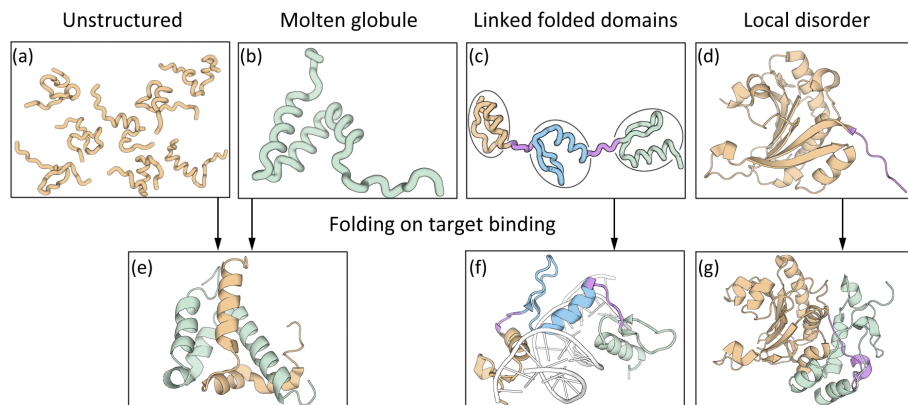 Unstructured
Molten globule
Linked folded domains
Local disorder
(a)
(b)
(c)
(d)
Folding on target binding
(e)
(f)
(g)